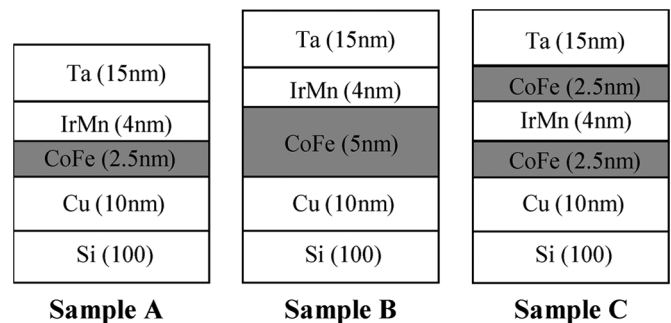 Ta (15nm)
IrMn (4nm)
CoFe (2.5nm)
Cu (10nm)
Si (100)
Sample A
Ta (15nm)
IrMn (4nm)
CoFe (5nm)
Cu (10nm)
Si (100)
Sample B
Ta (15nm)
CoFe (2.5nm)
IrMn (4nm)
CoFe (2.5nm)
Cu (10nm)
Si (100)
Sample C